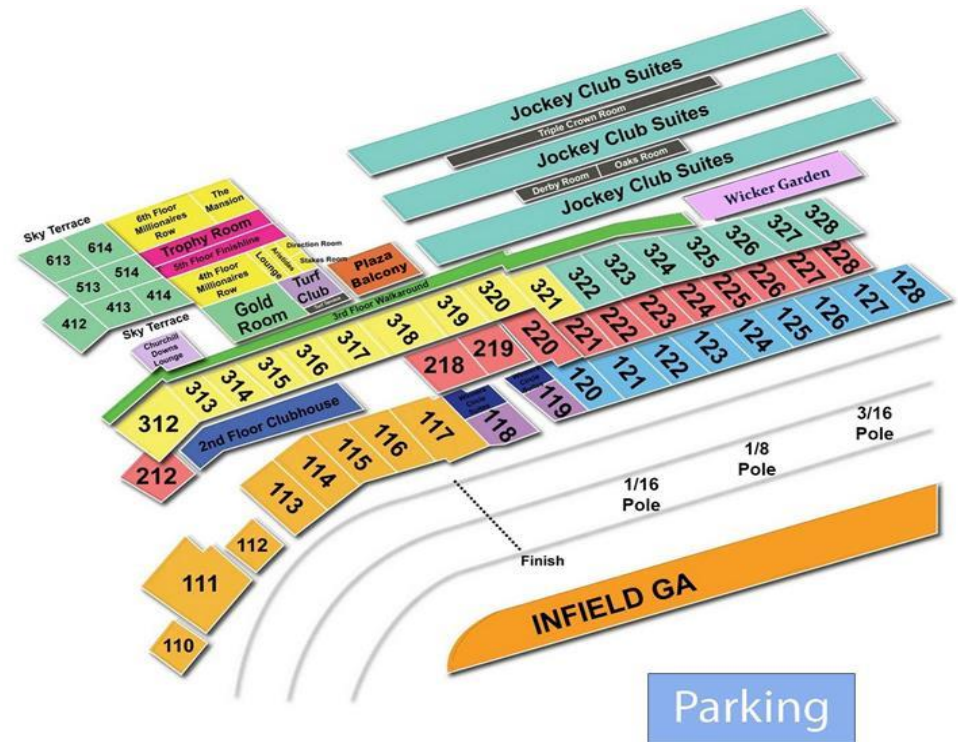 Jockey Club Suites
Triple Crown Room
Jockey Club Suites
Derby Room
Oaks Room
Jockey Club Suites
Wicker Garden
Sky Terrace
613
614
513
514
412
413
414
6th Floor
Millionaires
Row
The
Mansion
Trophy Room
5th Floor Finishline
4th Floor
Millionaires
Row
Aristides
Lounge
Direction Room
Stakes Room
Turf
Club
Plaza
Balcony
Gold
Room
Sky Terrace
Churchill
Downs
Lounge
3rd Floor Walkaround
312
313
314
315
316
317
318
319
320
321
322
323
324
325
326
327
328
212
2nd Floor Clubhouse
218
219
220
221
222
223
224
225
226
227
228
110
111
112
113
114
115
116
117
118
119
120
121
122
123
124
125
126
127
128
Finish
1/16
Pole
1/8
Pole
3/16
Pole
INFIELD GA
Parking